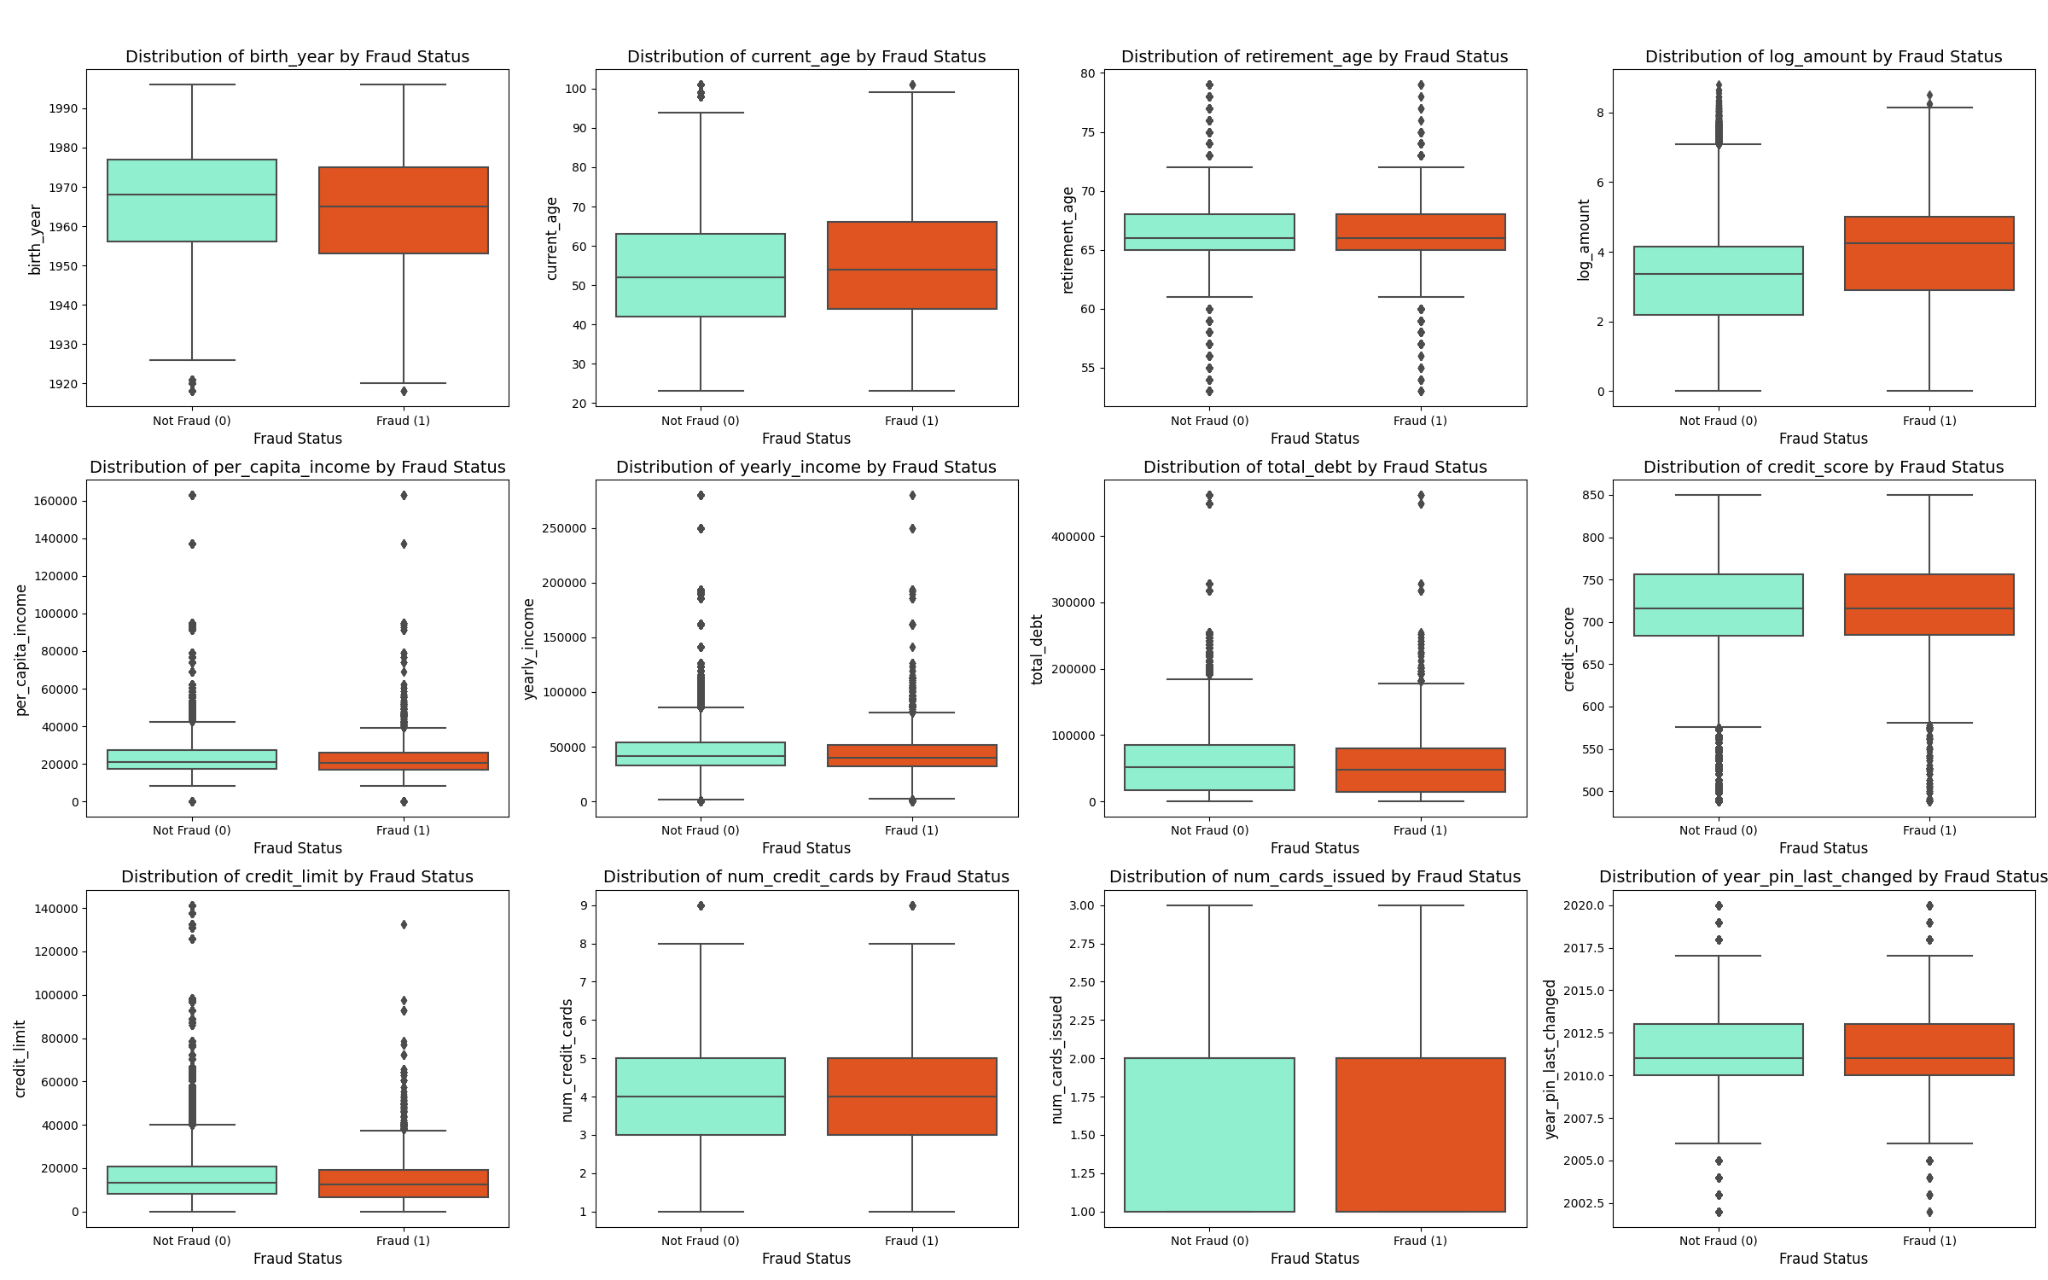 Distribution of birth_year by Fraud Status
birth_year
1990
1980
1970
1960
1950
1940
1930
1920
Not Fraud (0)
Fraud (1)
Fraud Status
Distribution of current_age by Fraud Status
current_age
100
90
80
70
60
50
40
30
20
Not Fraud (0)
Fraud (1)
Fraud Status
Distribution of retirement_age by Fraud Status
retirement_age
80
75
70
65
60
55
Not Fraud (0)
Fraud (1)
Fraud Status
Distribution of log_amount by Fraud Status
log_amount
8
6
4
2
0
Not Fraud (0)
Fraud (1)
Fraud Status
Distribution of per_capita_income by Fraud Status
per_capita_income
160000
140000
120000
100000
80000
60000
40000
20000
0
Not Fraud (0)
Fraud (1)
Fraud Status
Distribution of yearly_income by Fraud Status
yearly_income
250000
200000
150000
100000
50000
0
Not Fraud (0)
Fraud (1)
Fraud Status
Distribution of total_debt by Fraud Status
total_debt
400000
300000
200000
100000
0
Not Fraud (0)
Fraud (1)
Fraud Status
Distribution of credit_score by Fraud Status
credit_score
850
800
750
700
650
600
550
500
Not Fraud (0)
Fraud (1)
Fraud Status
Distribution of credit_limit by Fraud Status
credit_limit
140000
120000
100000
80000
60000
40000
20000
0
Not Fraud (0)
Fraud (1)
Fraud Status
Distribution of num_credit_cards by Fraud Status
num_credit_cards
9
8
7
6
5
4
3
2
1
Not Fraud (0)
Fraud (1)
Fraud Status
Distribution of num_cards_issued by Fraud Status
num_cards_issued
3.00
2.75
2.50
2.25
2.00
1.75
1.50
1.25
1.00
Not Fraud (0)
Fraud (1)
Fraud Status
Distribution of year_pin_last_changed by Fraud Status
year_pin_last_changed
2020.0
2017.5
2015.0
2012.5
2010.0
2007.5
2005.0
2002.5
Not Fraud (0)
Fraud (1)
Fraud Status